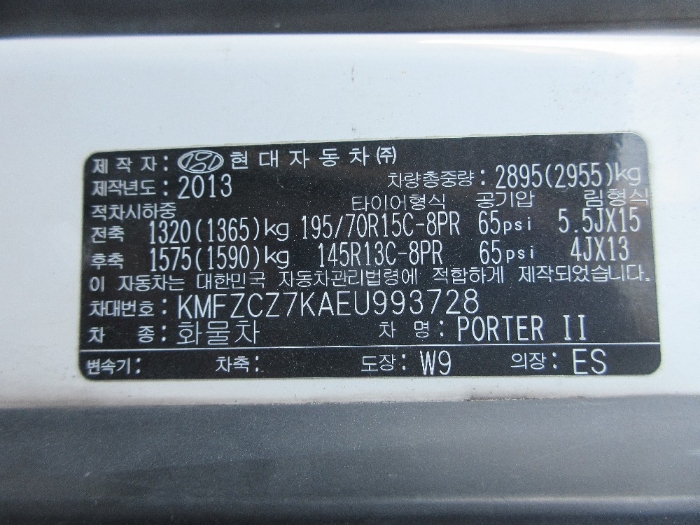 제 작 자: 현대자동차㈜
제작년도: 2013 차량총중량: 2895(2955)kg
적차시하중 타이어형식 공기압 림형식
전축 1320(1365)kg 195/70R15C-8PR 65psi 5.5JX15
후축 1575(1590)kg 145R13C-8PR 65psi 4JX13
이 자동차는 대한민국 자동차관리법령에 적합하게 제작되었습니다.
차대번호: KMFZCZ7KAEU993728
차 종: 화물차 차 명: PORTER II
변속기: 차축: 도장: W9 의장: ES